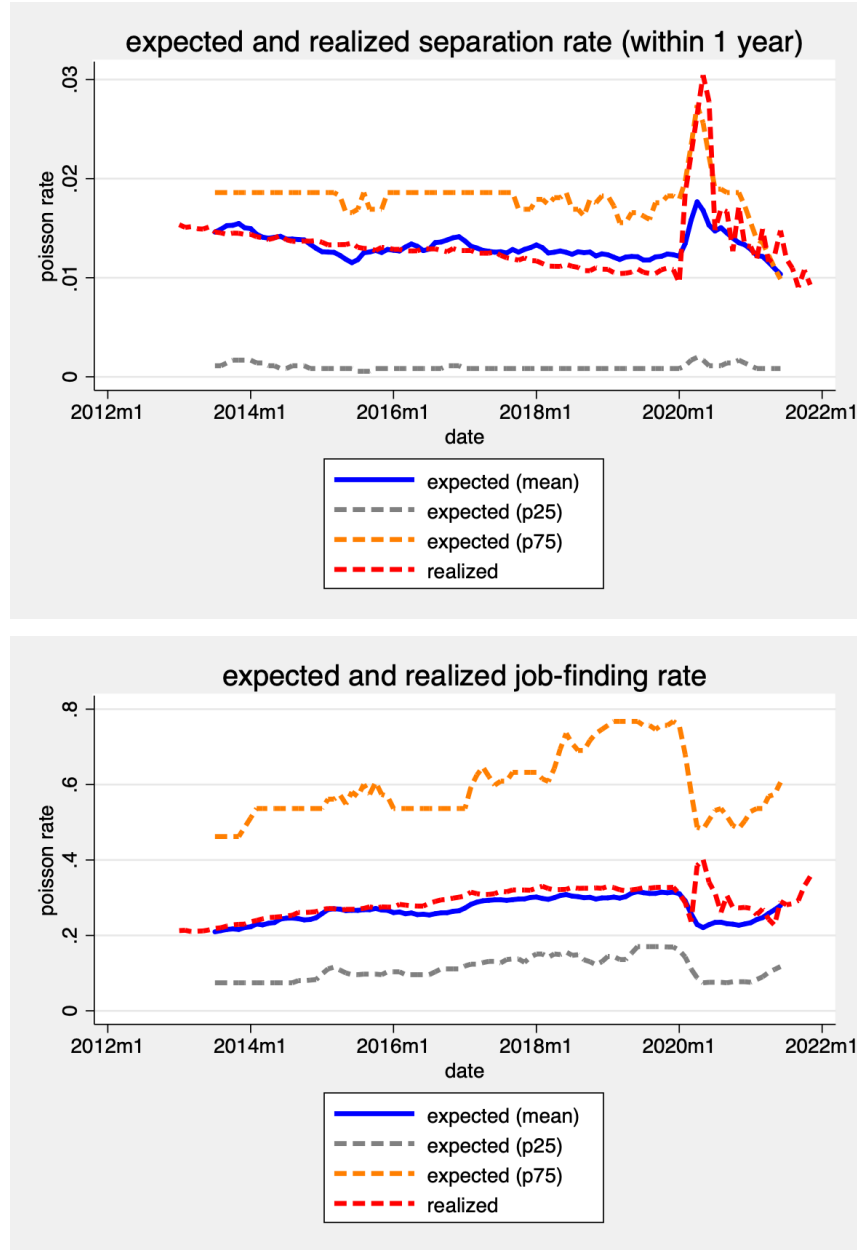 expected and realized separation rate (within 1 year)
poisson rate
.03
.02
.01
0
2012m1 2014m1 2016m1 2018m1 2020m1 2022m1
date
expected (mean)
expected (p25)
expected (p75)
realized
expected and realized job-finding rate
poisson rate
.8
.6
.4
.2
0
2012m1 2014m1 2016m1 2018m1 2020m1 2022m1
date
expected (mean)
expected (p25)
expected (p75)
realized